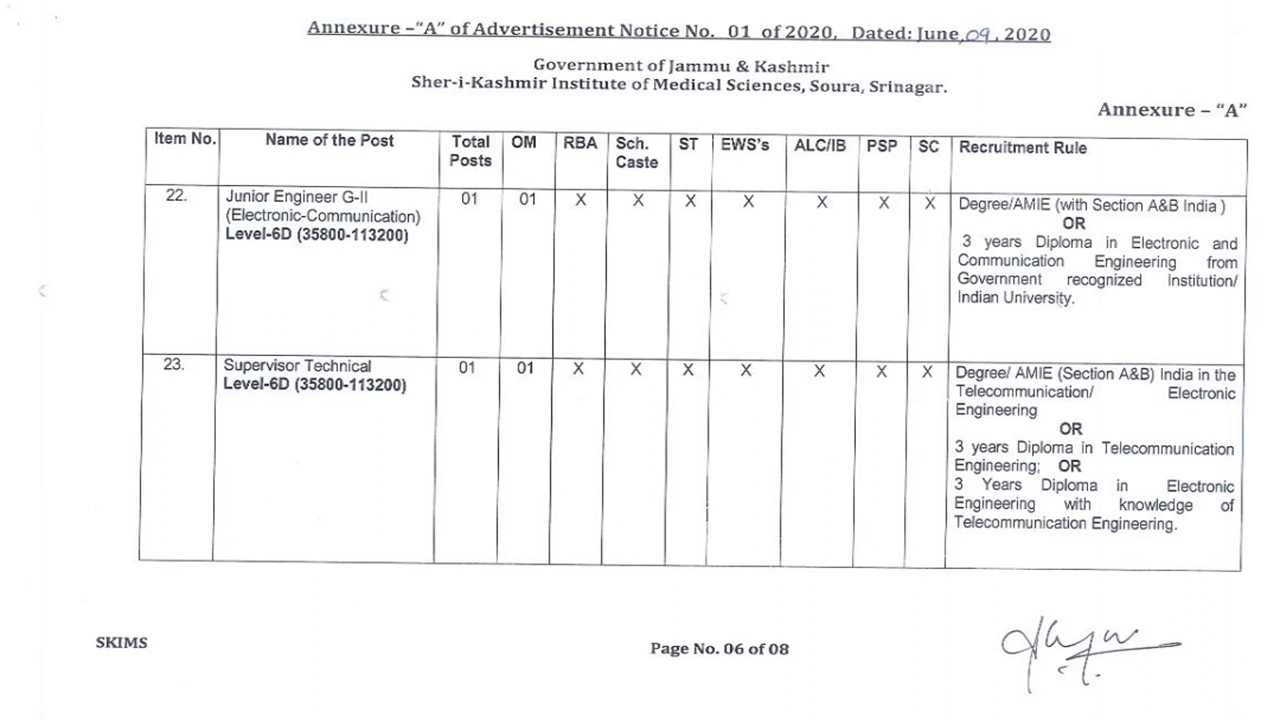 Annexure –"A" of Advertisement Notice No. 01 of 2020, Dated: June,09, 2020
Government of Jammu & Kashmir
Sher-i-Kashmir Institute of Medical Sciences, Soura, Srinagar.
Annexure – "A"
Item No. Name of the Post Total Posts OM RBA Sch. Caste ST EWS's ALC/IB PSP SC Recruitment Rule
22. Junior Engineer G-II 01 01 X X X X X X X Degree/AMIE (with Section A&B India )
(Electronic-Communication) OR
Level-6D (35800-113200) 3 years Diploma in Electronic and
Communication Engineering from
Government recognized Institution/
Indian University.
23. Supervisor Technical 01 01 X X X X X X X Degree/ AMIE (Section A&B) India in the
Level-6D (35800-113200) Telecommunication/ Electronic
Engineering
OR
3 years Diploma in Telecommunication
Engineering; OR
3 Years Diploma in Electronic
Engineering with knowledge of
Telecommunication Engineering.
SKIMS Page No. 06 of 08